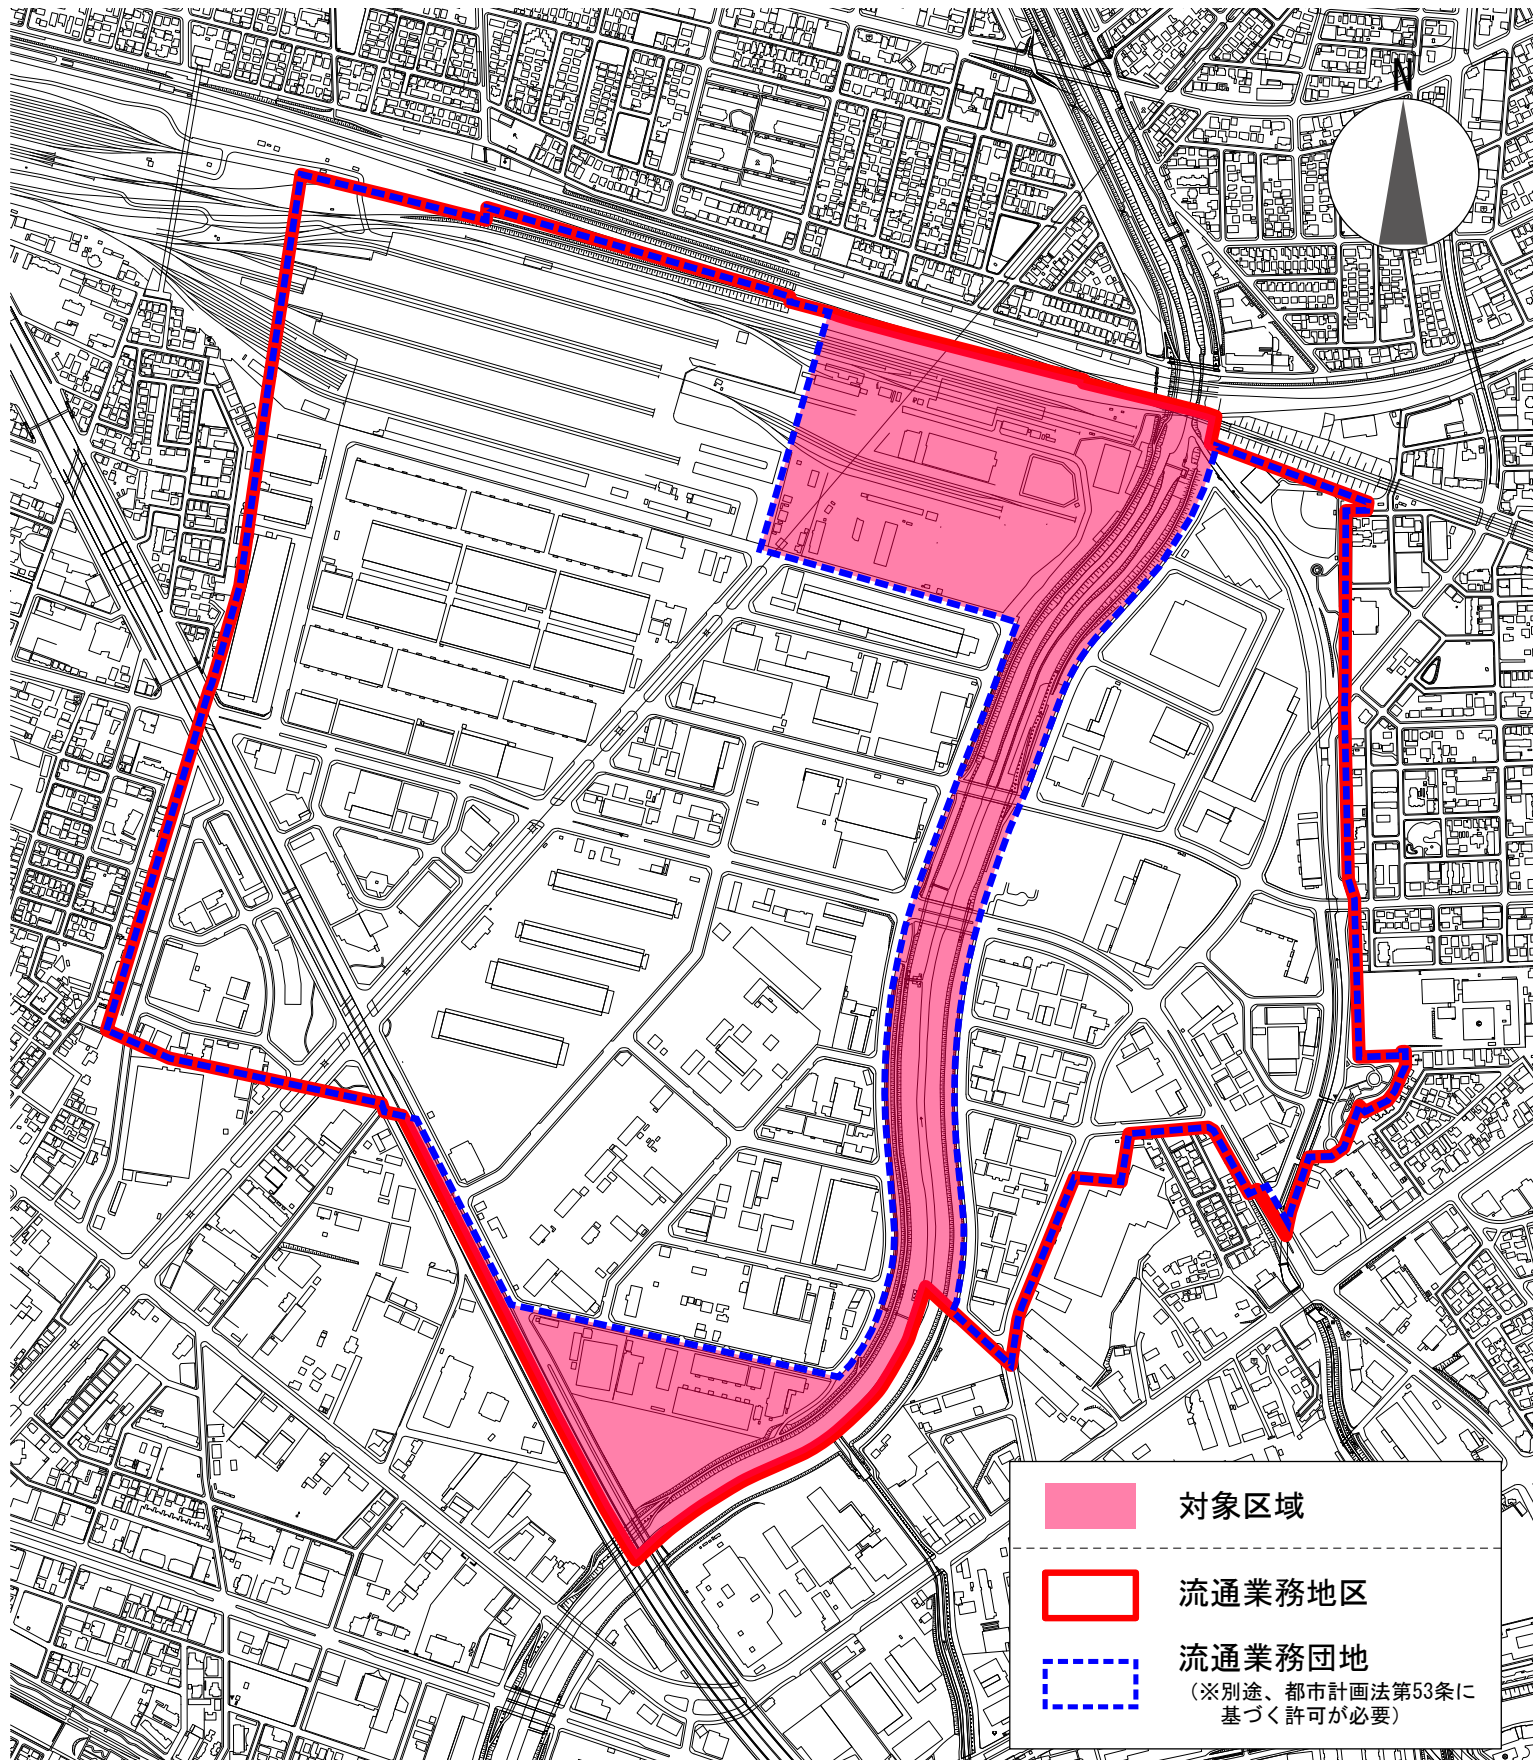 N
対象区域
流通業務地区
流通業務団地
(※別途、都市計画法第53条に
基づく許可が必要)